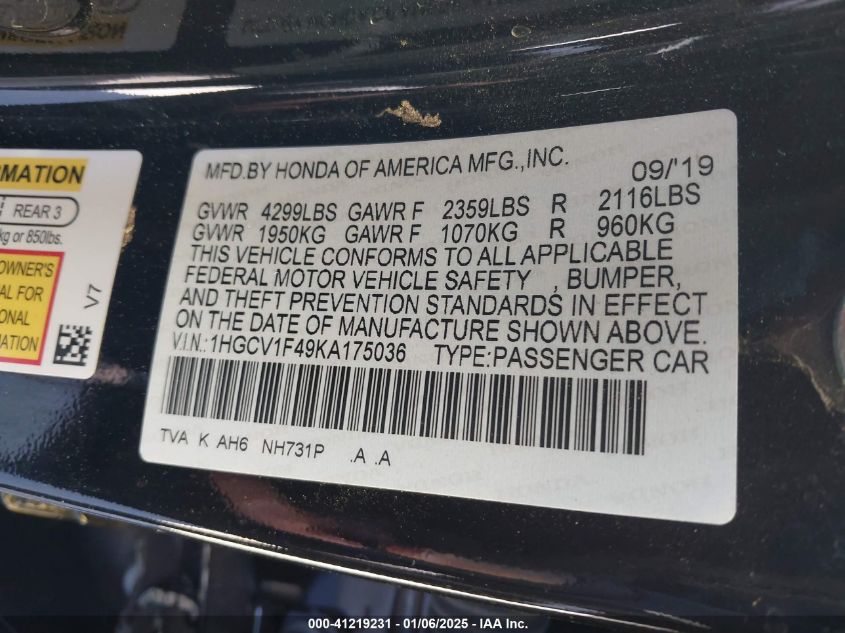 RMATION
REAR 3
kg or 850lbs.
OWNER'S
AL FOR
ONAL
MATION
V7
MFD.BY HONDA OF AMERICA MFG.,INC. 09/'19
GVWR 4299LBS GAWR F 2359LBS R 2116LBS
GVWR 1950KG GAWR F 1070KG R 960KG
THIS VEHICLE CONFORMS TO ALL APPLICABLE
FEDERAL MOTOR VEHICLE SAFETY , BUMPER,
AND THEFT PREVENTION STANDARDS IN EFFECT
ON THE DATE OF MANUFACTURE SHOWN ABOVE.
V.I.N.:1HGCV1F49KA175036 TYPE:PASSENGER CAR
TVA K AH6 NH731P .A .A
000-41219231 - 01/06/2025 - IAA Inc.